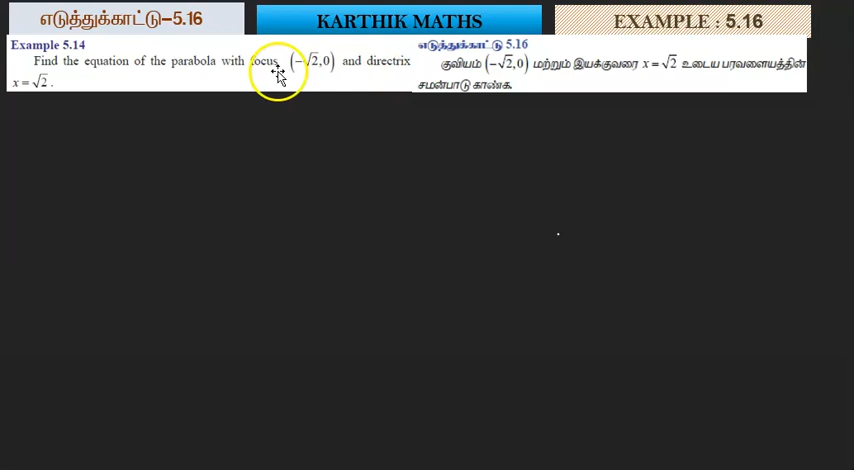 எடுத்துக்காட்டு-5.16
KARTHIK MATHS
EXAMPLE : 5.16
Example 5.14
Find the equation of the parabola with focus (−√2,0) and directrix
x = √2 .
எடுத்துக்காட்டு 5.16
குவியம் (−√2,0) மற்றும் இயக்குவரை x = √2 உடைய பரவளையத்தின்
சமன்பாடு காண்க.